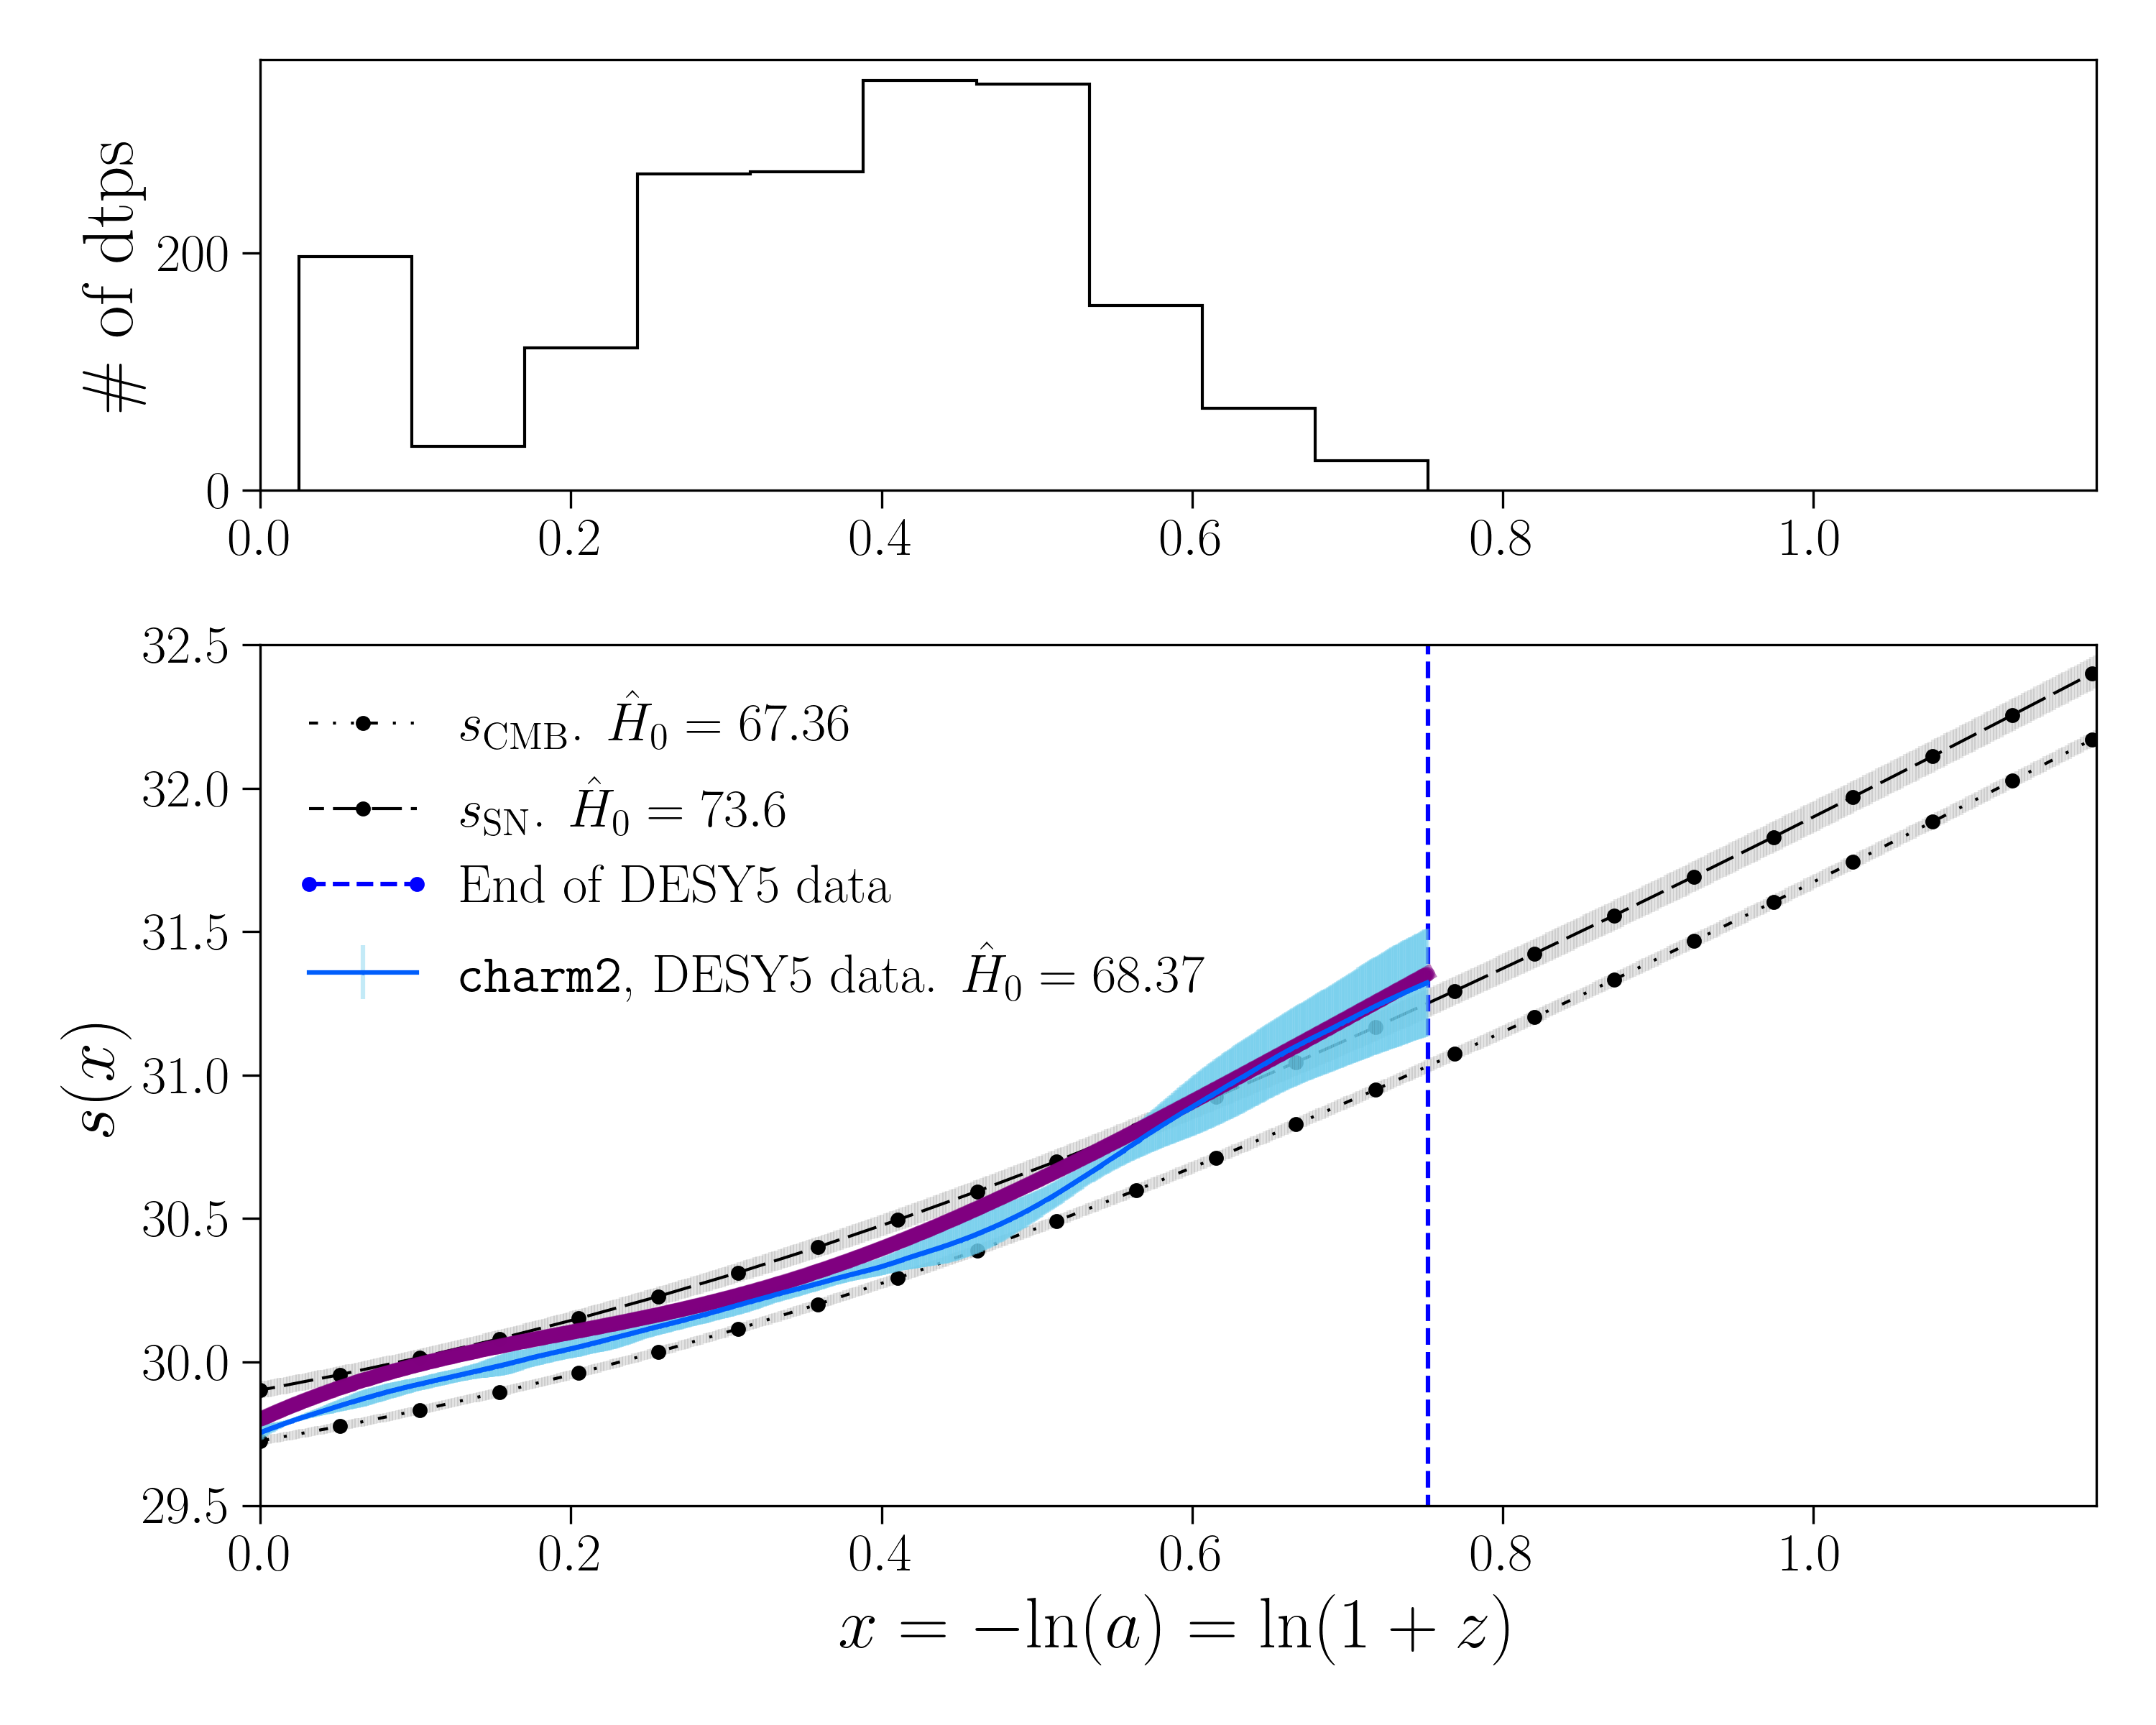 # of dtps
200
0
0.0 0.2 0.4 0.6 0.8 1.0
s(x)
32.5
32.0
31.5
31.0
30.5
30.0
29.5
s_CMB. Ĥ_0 = 67.36
s_SN. Ĥ_0 = 73.6
End of DESY5 data
charm2, DESY5 data. Ĥ_0 = 68.37
0.0 0.2 0.4 0.6 0.8 1.0
x = −ln(a) = ln(1 + z)